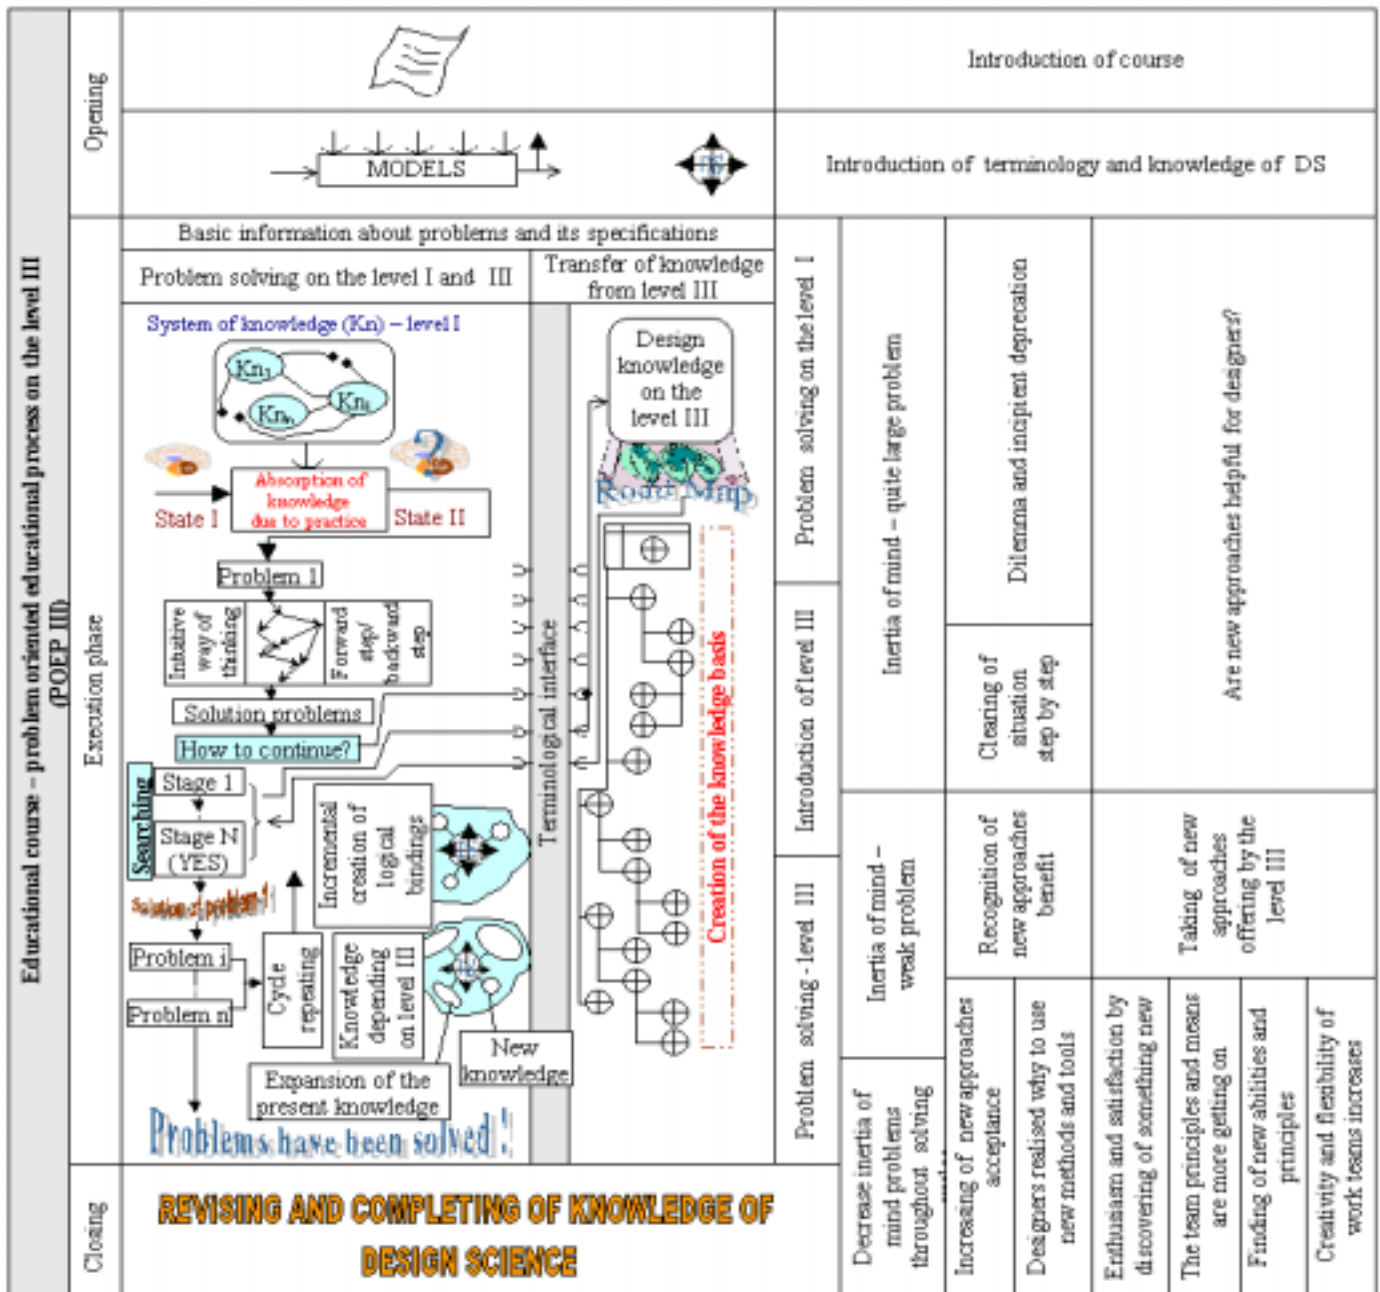 Educational course – problem oriented educational process on the level III
(POEP III)
Opening
Introduction of course
MODELS
Introduction of terminology and knowledge of DS
Execution phase
Basic information about problems and its specifications
Problem solving on the level I and III
Transfer of knowledge
from level III
System of knowledge (Kn) – level I
Kn
Kn
Kn
?
Absorption of
knowledge
due to practice
State I
State II
Problem 1
Intuitive
way of
thinking
Forward
step/
backward
step
Solution problems
How to continue?
Searching
Stage 1
Stage N
(YES)
Solution of problem 1
Problem i
Problem n
Cycle
repeating
Incremental
creation of
logical
bindings
Knowledge
depending
on level III
New
knowledge
Expansion of the
present knowledge
Problems have been solved !
Terminological interface
Design
knowledge
on the
level III
Road Map
Creation of the knowledge basis
Problem solving on the level I
Introduction of level III
Problem solving - level III
Inertia of mind – quite large problem
Inertia of mind –
weak problem
Decrease inertia of
mind problems
throughout solving
Dilemma and incipient deprecation
Clearing of
situation
step by step
Recognition of
new approaches
benefit
Increasing of new approaches
acceptance
Designers realised why to use
new methods and tools
Are new approaches helpful for designers?
Taking of new
approaches
offering by the
level III
Enthusiasm and satisfaction by
discovering of something new
The team principles and means
are more getting on
Finding of new abilities and
principles
Creativity and flexibility of
work teams increases
Closing
REVISING AND COMPLETING OF KNOWLEDGE OF
DESIGN SCIENCE